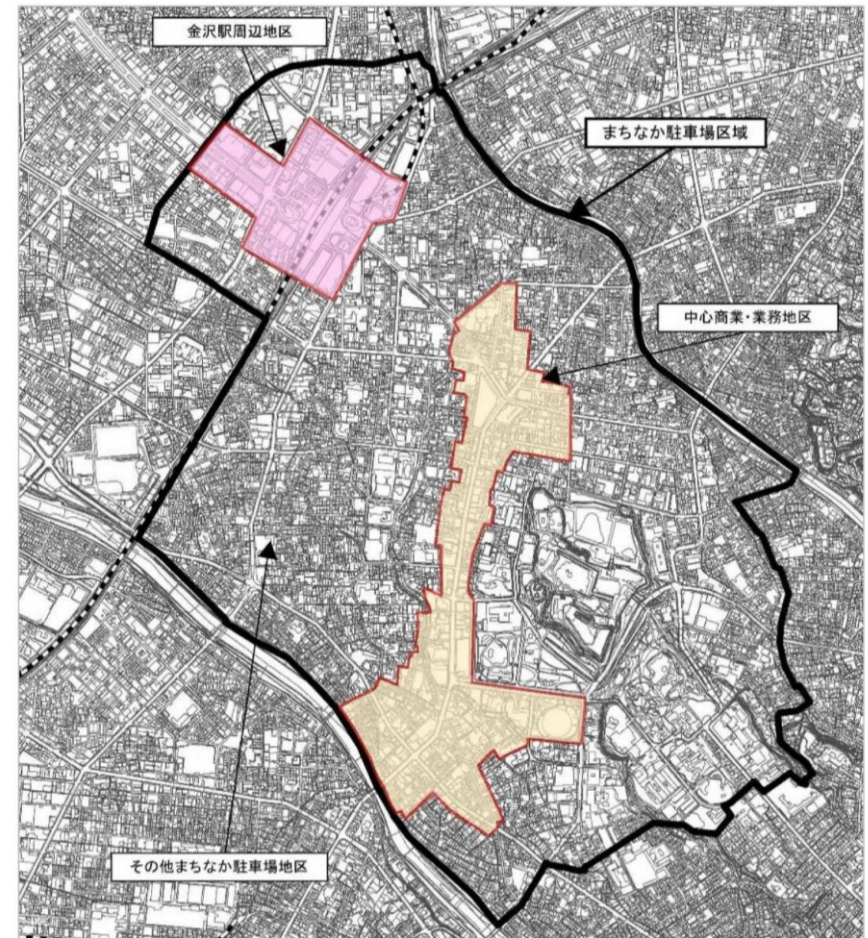 金沢駅周辺地区
まちなか駐車場区域
中心商業・業務地区
その他まちなか駐車場地区